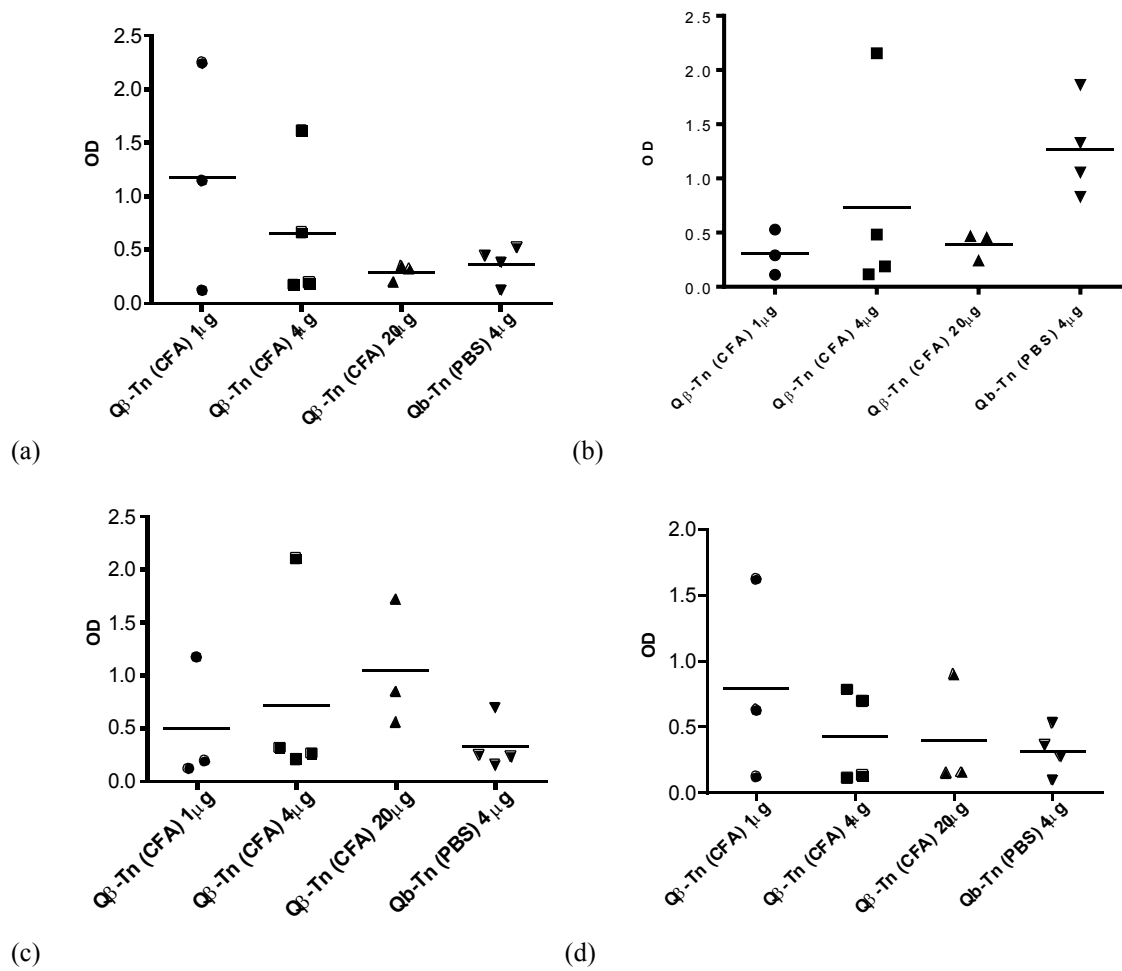 2.5
2.0
1.5
1.0
0.5
0.0
OD
Qβ-Tn (CFA) 1μg
Qβ-Tn (CFA) 4μg
Qβ-Tn (CFA) 20μg
Qb-Tn (PBS) 4μg
(a)
2.5
2.0
1.5
1.0
0.5
0.0
OD
Qβ-Tn (CFA) 1μg
Qβ-Tn (CFA) 4μg
Qβ-Tn (CFA) 20μg
Qb-Tn (PBS) 4μg
(b)
2.5
2.0
1.5
1.0
0.5
0.0
OD
Qβ-Tn (CFA) 1μg
Qβ-Tn (CFA) 4μg
Qβ-Tn (CFA) 20μg
Qb-Tn (PBS) 4 μg
(c)
2.0
1.5
1.0
0.5
0.0
OD
Qβ-Tn (CFA) 1μg
Qβ-Tn (CFA) 4μg
Qβ-Tn (CFA) 20μg
Qb-Tn (PBS) 4μg
(d)